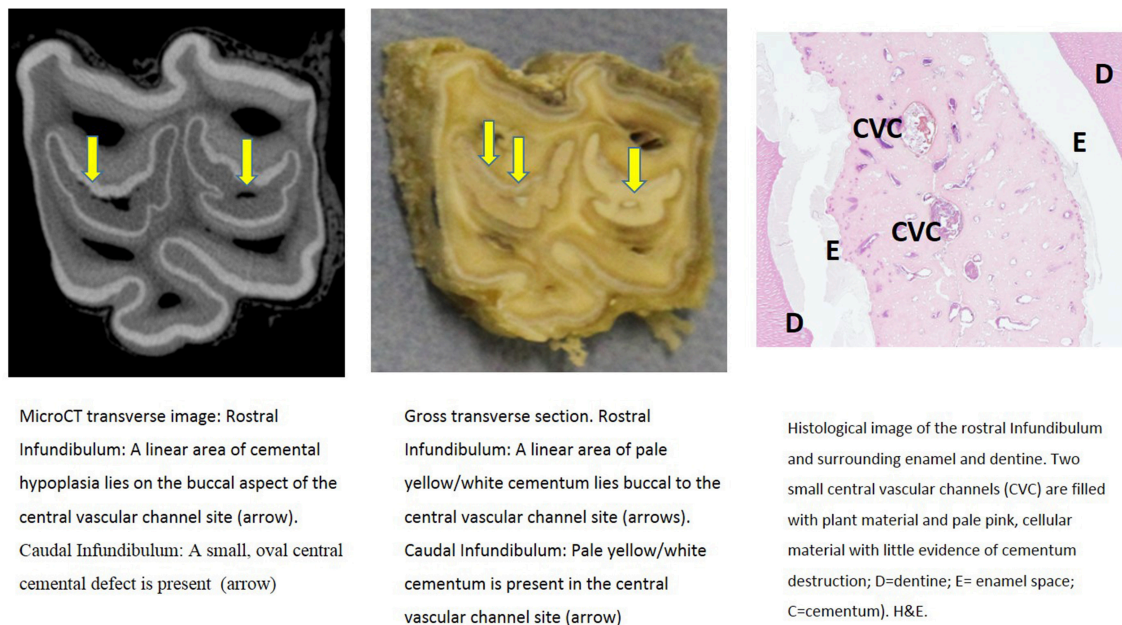 CVC
CVC
D
E
E
D
MicroCT transverse image: Rostral
Infundibulum: A linear area of cemental
hypoplasia lies on the buccal aspect of the
central vascular channel site (arrow).
Caudal Infundibulum: A small, oval central
cemental defect is present (arrow)
Gross transverse section. Rostral
Infundibulum: A linear area of pale
yellow/white cementum lies buccal to the
central vascular channel site (arrows).
Caudal Infundibulum: Pale yellow/white
cementum is present in the central
vascular channel site (arrow)
Histological image of the rostral Infundibulum
and surrounding enamel and dentine. Two
small central vascular channels (CVC) are filled
with plant material and pale pink, cellular
material with little evidence of cementum
destruction; D=dentine; E= enamel space;
C=cementum). H&E.